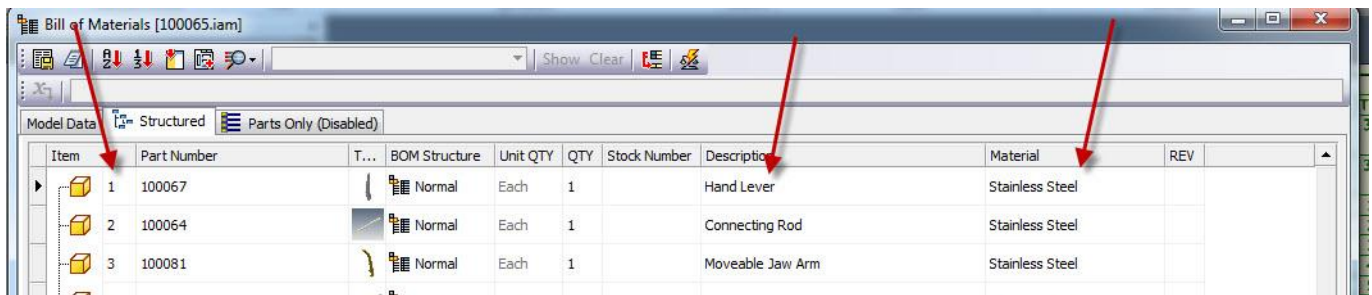 Bill of Materials [100065.iam]
Show Clear
Model Data Structured Parts Only (Disabled)
Item Part Number T... BOM Structure Unit QTY QTY Stock Number Description Material REV
1 100067 Normal Each 1 Hand Lever Stainless Steel
2 100064 Normal Each 1 Connecting Rod Stainless Steel
3 100081 Normal Each 1 Moveable Jaw Arm Stainless Steel